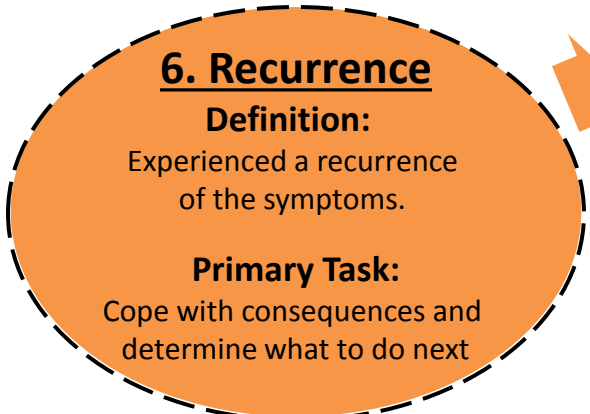 6. Recurrence
Definition:
Experienced a recurrence
of the symptoms.
Primary Task:
Cope with consequences and
determine what to do next